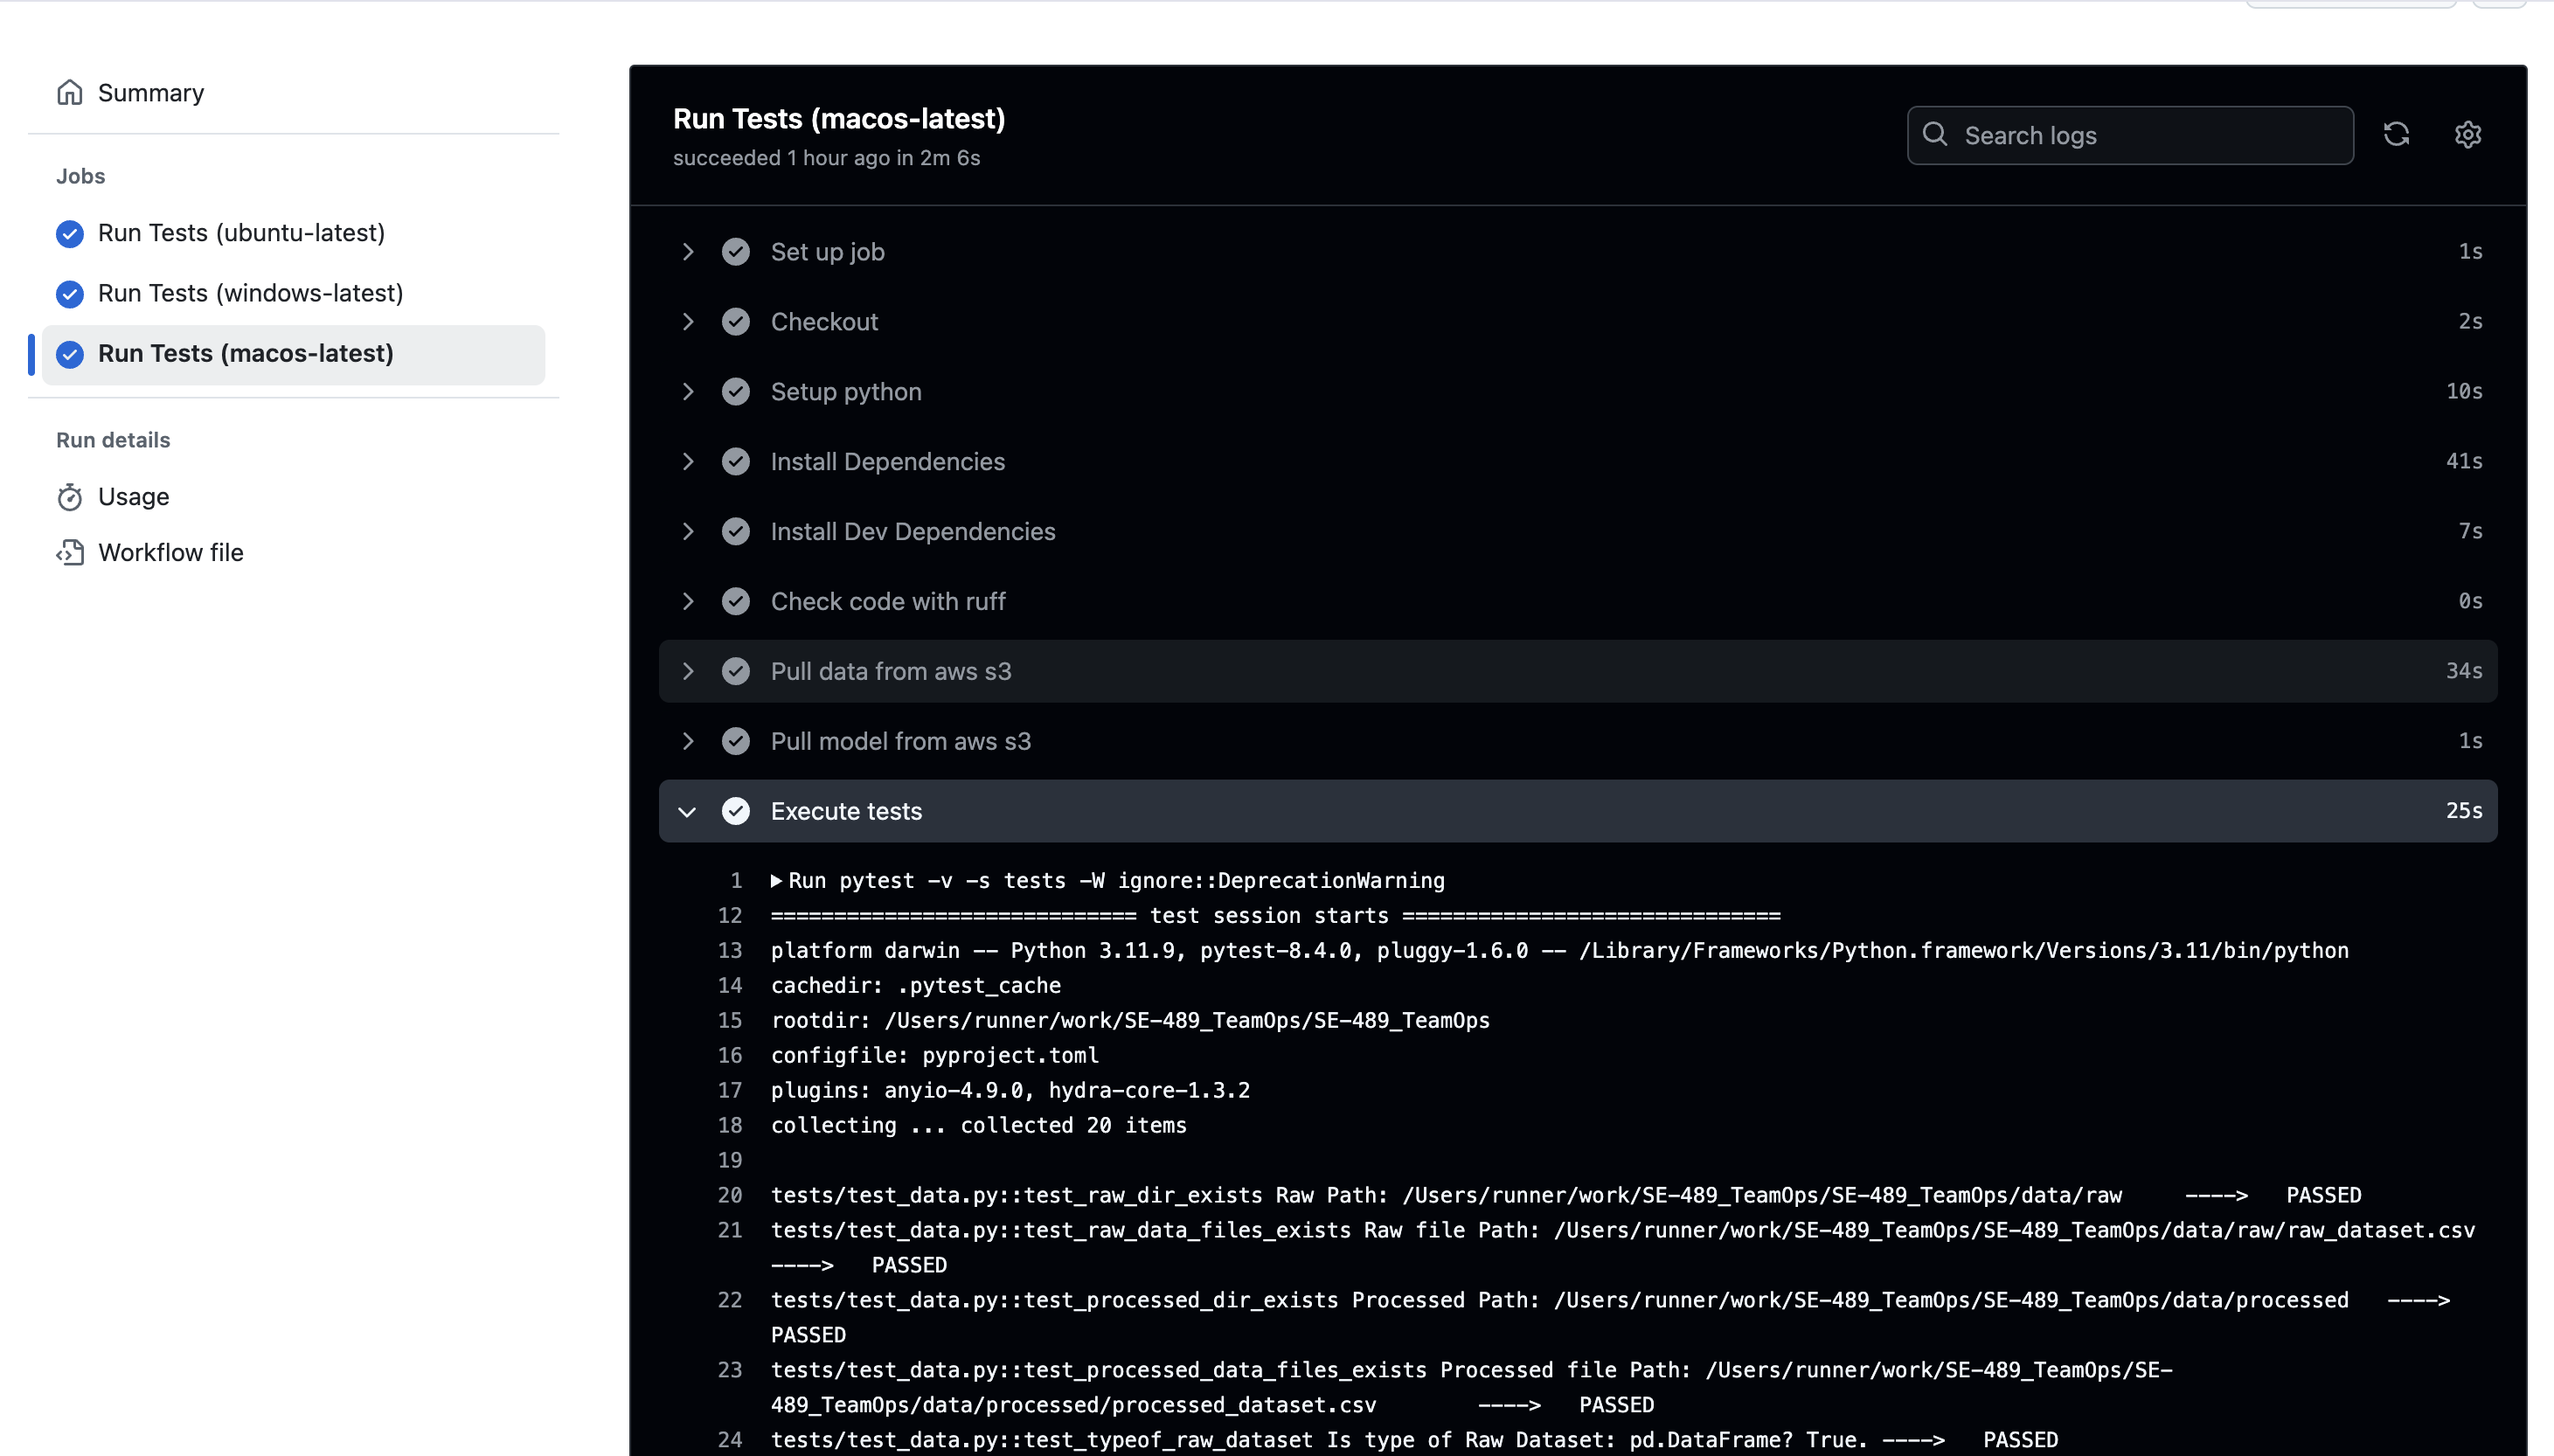 Summary
Jobs
Run Tests (ubuntu-latest)
Run Tests (windows-latest)
Run Tests (macos-latest)
Run details
Usage
Workflow file
Run Tests (macos-latest)
succeeded 1 hour ago in 2m 6s
Search logs
Set up job 1s
Checkout 2s
Setup python 10s
Install Dependencies 41s
Install Dev Dependencies 7s
Check code with ruff 0s
Pull data from aws s3 34s
Pull model from aws s3 1s
Execute tests 25s
1 Run pytest -v -s tests -W ignore::DeprecationWarning
12 ============================= test session starts ==============================
13 platform darwin -- Python 3.11.9, pytest-8.4.0, pluggy-1.6.0 -- /Library/Frameworks/Python.framework/Versions/3.11/bin/python
14 cachedir: .pytest_cache
15 rootdir: /Users/runner/work/SE-489_TeamOps/SE-489_TeamOps
16 configfile: pyproject.toml
17 plugins: anyio-4.9.0, hydra-core-1.3.2
18 collecting ... collected 20 items
19
20 tests/test_data.py::test_raw_dir_exists Raw Path: /Users/runner/work/SE-489_TeamOps/SE-489_TeamOps/data/raw ----> PASSED
21 tests/test_data.py::test_raw_data_files_exists Raw file Path: /Users/runner/work/SE-489_TeamOps/SE-489_TeamOps/data/raw/raw_dataset.csv
----> PASSED
22 tests/test_data.py::test_processed_dir_exists Processed Path: /Users/runner/work/SE-489_TeamOps/SE-489_TeamOps/data/processed ---->
PASSED
23 tests/test_data.py::test_processed_data_files_exists Processed file Path: /Users/runner/work/SE-489_TeamOps/SE-
489_TeamOps/data/processed/processed_dataset.csv ----> PASSED
24 tests/test_data.py::test_typeof_raw_dataset Is type of Raw Dataset: pd.DataFrame? True. ----> PASSED